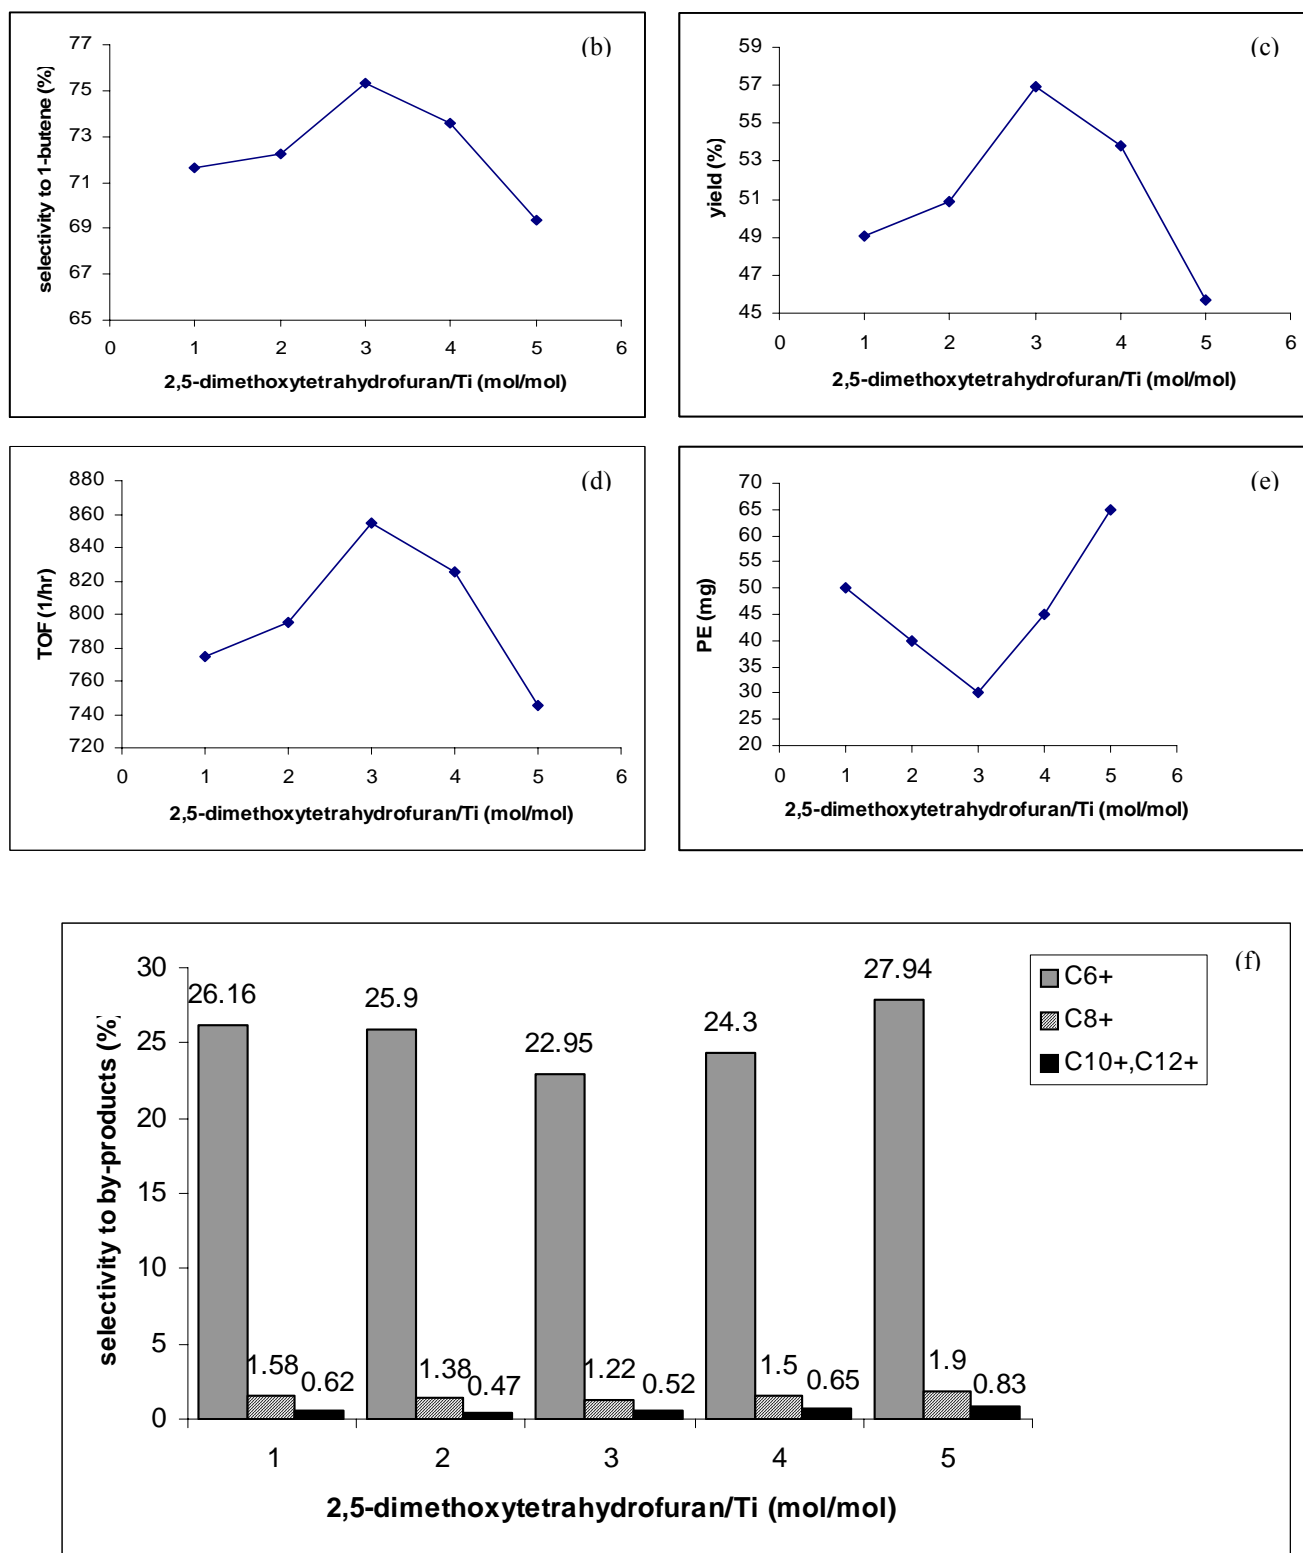 (b)
selectivity to 1-butene (%)
77
75
73
71
69
67
65
0 1 2 3 4 5 6
2,5-dimethoxytetrahydrofuran/Ti (mol/mol)
(c)
yield (%)
59
57
55
53
51
49
47
45
0 1 2 3 4 5 6
2,5-dimethoxytetrahydrofuran/Ti (mol/mol)
(d)
TOF (1/hr)
880
860
840
820
800
780
760
740
720
0 1 2 3 4 5 6
2,5-dimethoxytetrahydrofuran/Ti (mol/mol)
(e)
PE (mg)
70
65
60
55
50
45
40
35
30
25
20
0 1 2 3 4 5 6
2,5-dimethoxytetrahydrofuran/Ti (mol/mol)
(f)
selectivity to by-products (%)
30
25
20
15
10
5
0
26.16 1.58 0.62
25.9 1.38 0.47
22.95 1.22 0.52
24.3 1.5 0.65
27.94 1.9 0.83
C6+
C8+
C10+,C12+
1 2 3 4 5
2,5-dimethoxytetrahydrofuran/Ti (mol/mol)